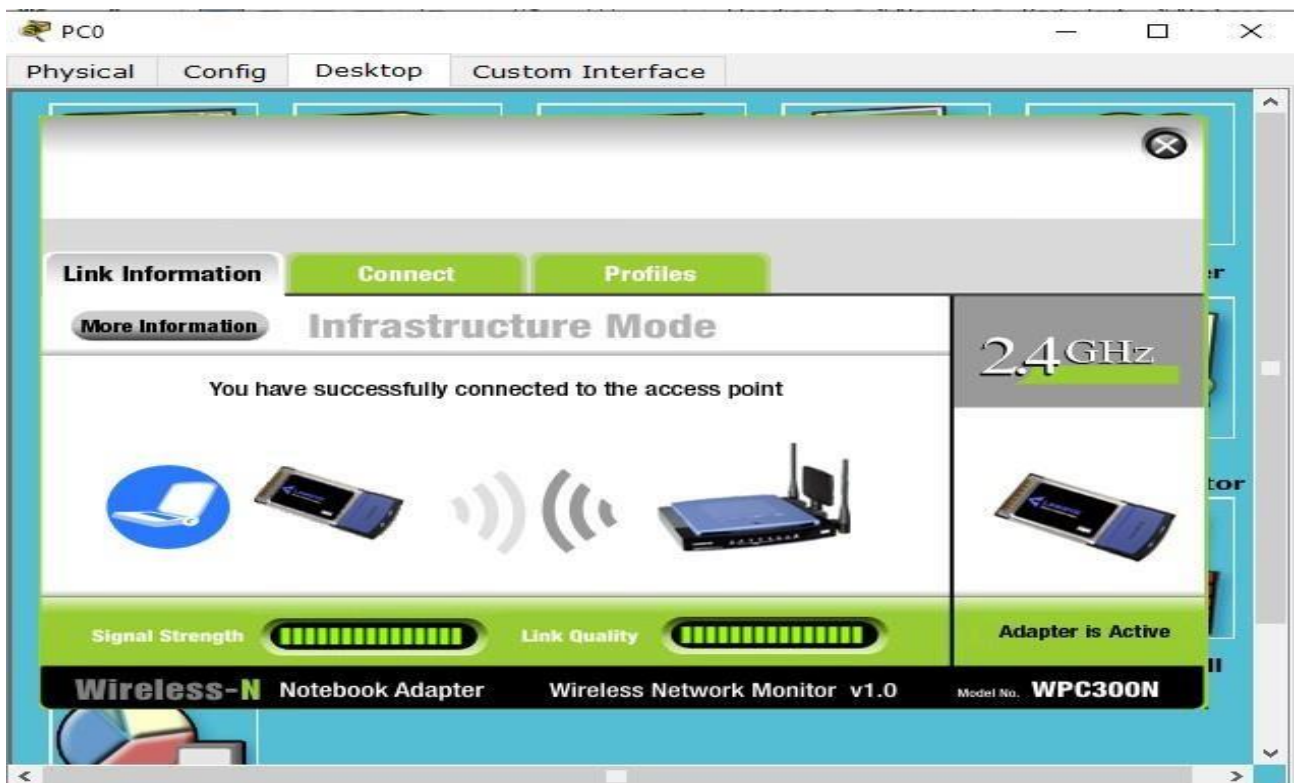 PC0
Physical Config Desktop Custom Interface
Link Information Connect Profiles
More Information Infrastructure Mode
2.4 GHz
You have successfully connected to the access point
Signal Strength Link Quality Adapter is Active
Wireless-N Notebook Adapter Wireless Network Monitor v1.0 Model No. WPC300N